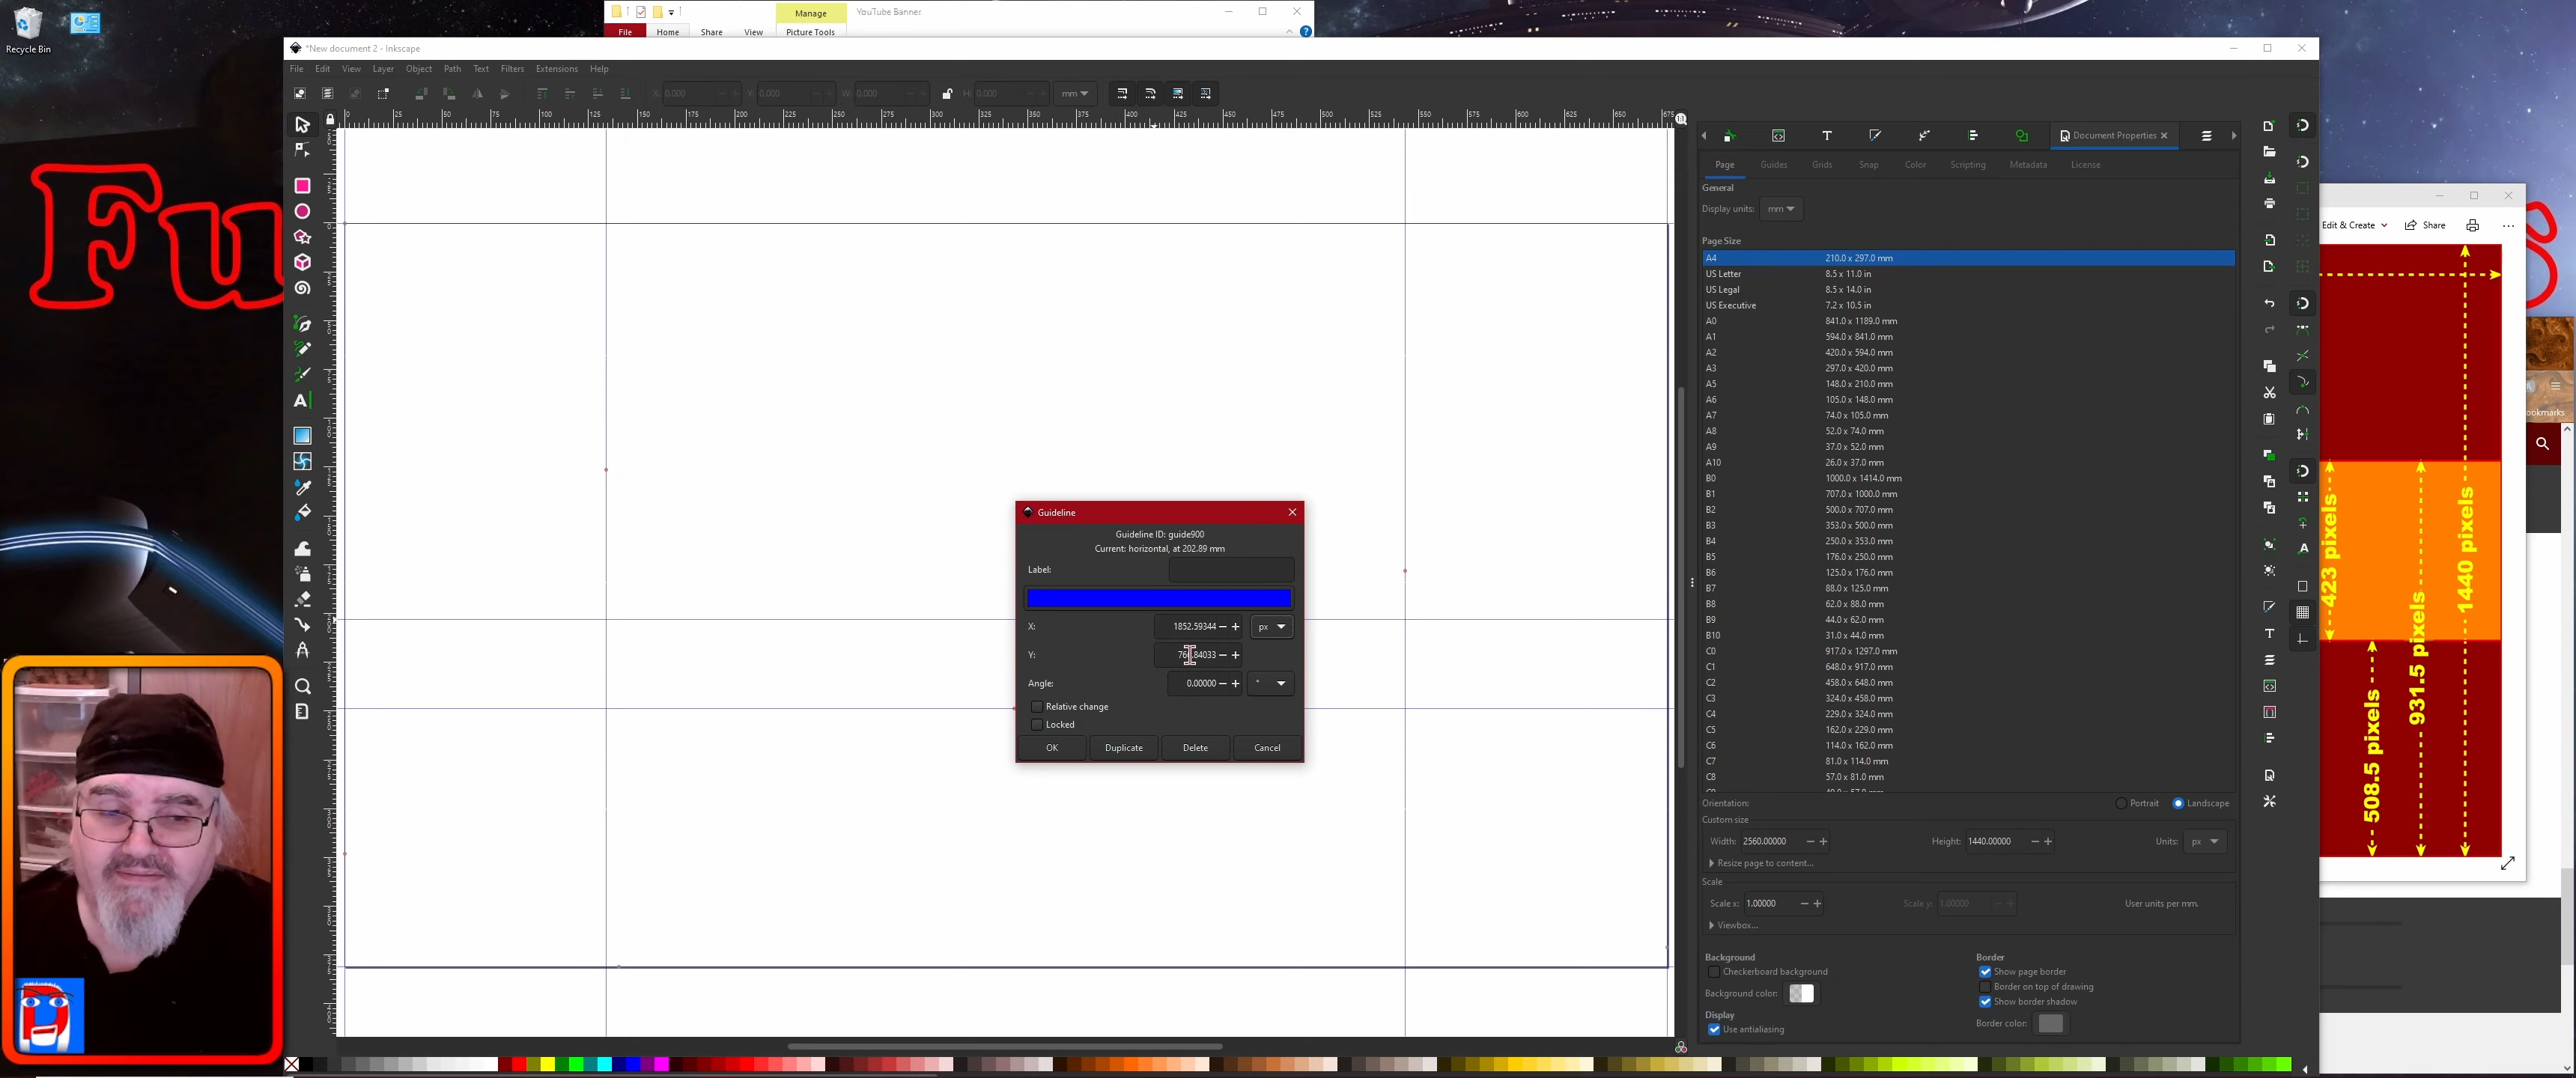 Manage
YouTube Banner
File
Home
Share
View
Picture Tools
Recycle Bin
*New document 2 - Inkscape
File Edit View Layer Object Path Text Filters Extensions Help
X: 0.000
Y: 0.000
W: 0.000
H: 0.000
mm
Document Properties
Page Guides Grids Snap Color Scripting Metadata License
General
Display units: mm
Page Size
A4 210.0 x 297.0 mm
US Letter 8.5 x 11.0 in
US Legal 8.5 x 14.0 in
US Executive 7.2 x 10.5 in
A0 841.0 x 1189.0 mm
A1 594.0 x 841.0 mm
A2 420.0 x 594.0 mm
A3 297.0 x 420.0 mm
A5 148.0 x 210.0 mm
A6 105.0 x 148.0 mm
A7 74.0 x 105.0 mm
A8 52.0 x 74.0 mm
A9 37.0 x 52.0 mm
A10 26.0 x 37.0 mm
B0 1000.0 x 1414.0 mm
B1 707.0 x 1000.0 mm
B2 500.0 x 707.0 mm
B3 353.0 x 500.0 mm
B4 250.0 x 353.0 mm
B5 176.0 x 250.0 mm
B6 125.0 x 176.0 mm
B7 88.0 x 125.0 mm
B8 62.0 x 88.0 mm
B9 44.0 x 62.0 mm
B10 31.0 x 44.0 mm
C0 917.0 x 1297.0 mm
C1 648.0 x 917.0 mm
C2 458.0 x 648.0 mm
C3 324.0 x 458.0 mm
C4 229.0 x 324.0 mm
C5 162.0 x 229.0 mm
C6 114.0 x 162.0 mm
C7 81.0 x 114.0 mm
C8 57.0 x 81.0 mm
Orientation: Portrait Landscape
Custom size
Width: 2560.00000 Height: 1440.00000 Units: px
Resize page to content...
Scale
Scale x: 1.00000 Scale y: 1.00000 User units per mm.
Viewbox...
Background
Checkerboard background
Background color:
Border
Show page border
Border on top of drawing
Show border shadow
Border color:
Display
Use antialiasing
Guideline
Guideline ID: guide900
Current: horizontal, at 202.89 mm
Label:
X: 1852.59344 px
Y:
Angle: 0.00000 °
Relative change
Locked
OK Duplicate Delete Cancel
Fu
Edit & Create Share
423 pixels
508.5 pixels
931.5 pixels
1440 pixels